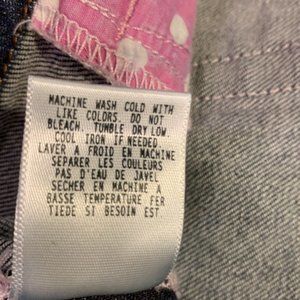 MACHINE WASH COLD WITH
LIKE COLORS. DO NOT
BLEACH. TUMBLE DRY LOW.
COOL IRON IF NEEDED
LAVER A FROID EN MACHINE
SEPARER LES COULEURS
PAS D'EAU DE JAVEL
SECHER EN MACHINE A
BASSE TEMPERATURE FER
TIEDE SI BESOIN EST